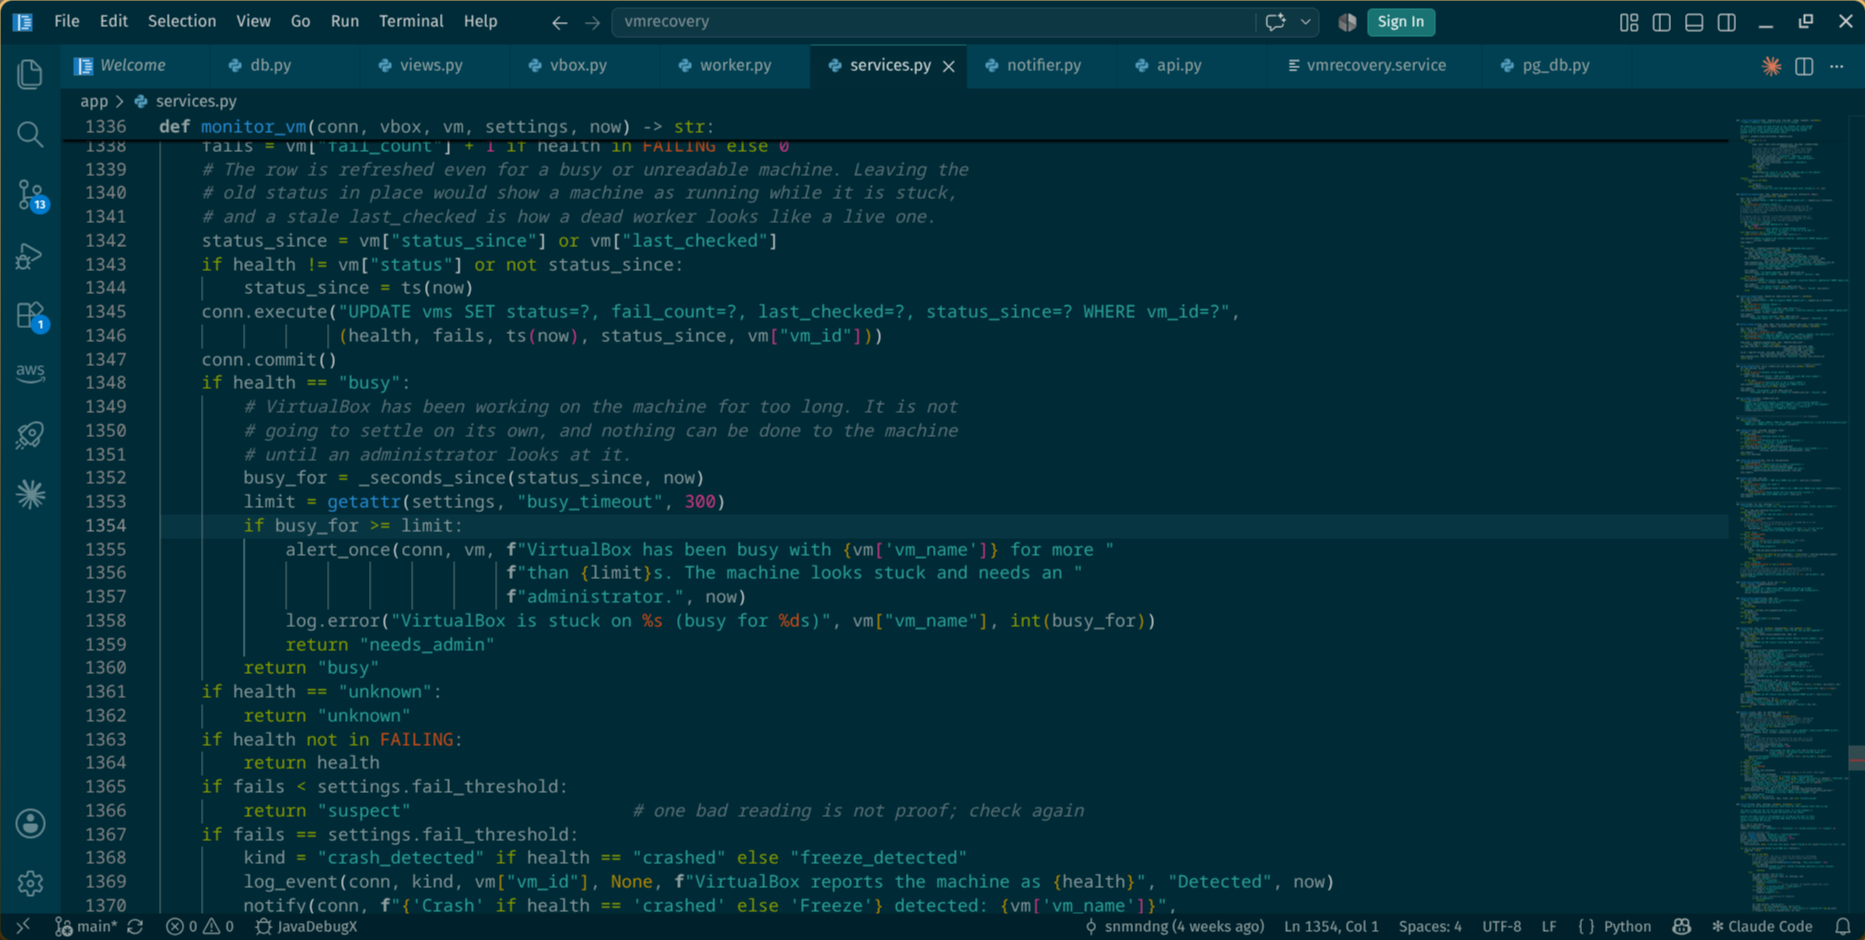 File Edit Selection View Go Run Terminal Help
vmrecovery
Sign In
Welcome
db.py
views.py
vbox.py
worker.py
services.py
notifier.py
api.py
vmrecovery.service
pg_db.py
app > services.py
1336 def monitor_vm(conn, vbox, vm, settings, now) -> str:
1338 fails = vm["fail_count"] + 1 if health in FAILING else 0
1339 # The row is refreshed even for a busy or unreadable machine. Leaving the
1340 # old status in place would show a machine as running while it is stuck,
1341 # and a stale last_checked is how a dead worker looks like a live one.
1342 status_since = vm["status_since"] or vm["last_checked"]
1343 if health != vm["status"] or not status_since:
1344 status_since = ts(now)
1345 conn.execute("UPDATE vms SET status=?, fail_count=?, last_checked=?, status_since=? WHERE vm_id=?",
1346 (health, fails, ts(now), status_since, vm["vm_id"]))
1347 conn.commit()
1348 if health == "busy":
1349 # VirtualBox has been working on the machine for too long. It is not
1350 # going to settle on its own, and nothing can be done to the machine
1351 # until an administrator looks at it.
1352 busy_for = _seconds_since(status_since, now)
1353 limit = getattr(settings, "busy_timeout", 300)
1354 if busy_for >= limit:
1355 alert_once(conn, vm, f"VirtualBox has been busy with {vm['vm_name']} for more "
1356 f"than {limit}s. The machine looks stuck and needs an "
1357 f"administrator.", now)
1358 log.error("VirtualBox is stuck on %s (busy for %ds)", vm["vm_name"], int(busy_for))
1359 return "needs_admin"
1360 return "busy"
1361 if health == "unknown":
1362 return "unknown"
1363 if health not in FAILING:
1364 return health
1365 if fails < settings.fail_threshold:
1366 return "suspect" # one bad reading is not proof; check again
1367 if fails == settings.fail_threshold:
1368 kind = "crash_detected" if health == "crashed" else "freeze_detected"
1369 log_event(conn, kind, vm["vm_id"], None, f"VirtualBox reports the machine as {health}", "Detected", now)
1370 notify(conn, f"{'Crash' if health == 'crashed' else 'Freeze'} detected: {vm['vm_name']}",
13
1
aws
main* 0 0 JavaDebugX
snmndng (4 weeks ago) Ln 1354, Col 1 Spaces: 4 UTF-8 LF { } Python Claude Code